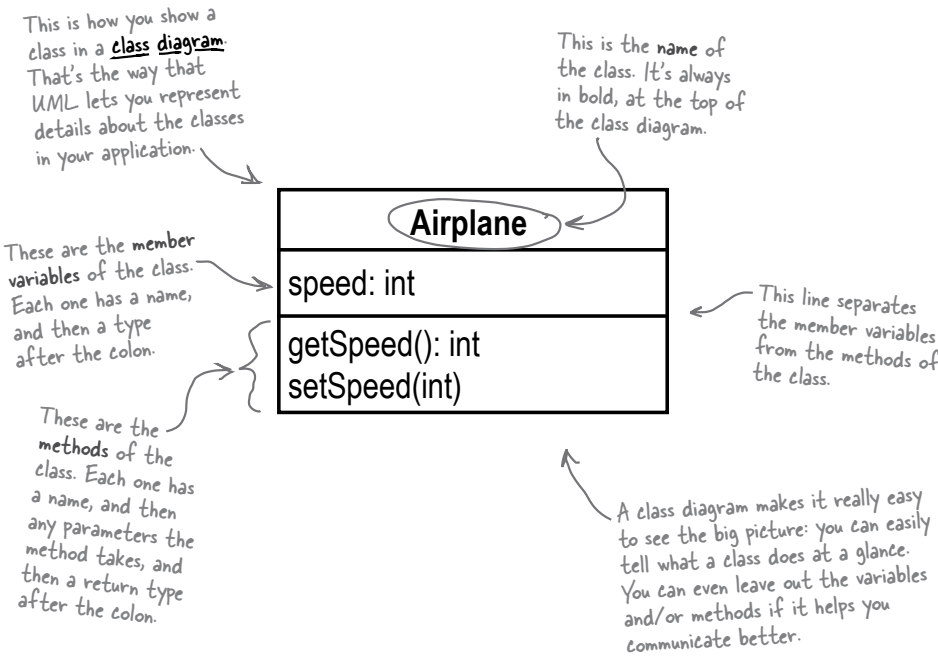 This is how you show a
class in a class diagram.
That's the way that
UML lets you represent
details about the classes
in your application.
This is the name of
the class. It's always
in bold, at the top of
the class diagram.
Airplane
These are the member
variables of the class.
Each one has a name,
and then a type
after the colon.
speed: int
This line separates
the member variables
from the methods of
the class.
getSpeed(): int
setSpeed(int)
These are the
methods of the
class. Each one has
a name, and then
any parameters the
method takes, and
then a return type
after the colon.
A class diagram makes it really easy
to see the big picture: you can easily
tell what a class does at a glance.
You can even leave out the variables
and/or methods if it helps you
communicate better.